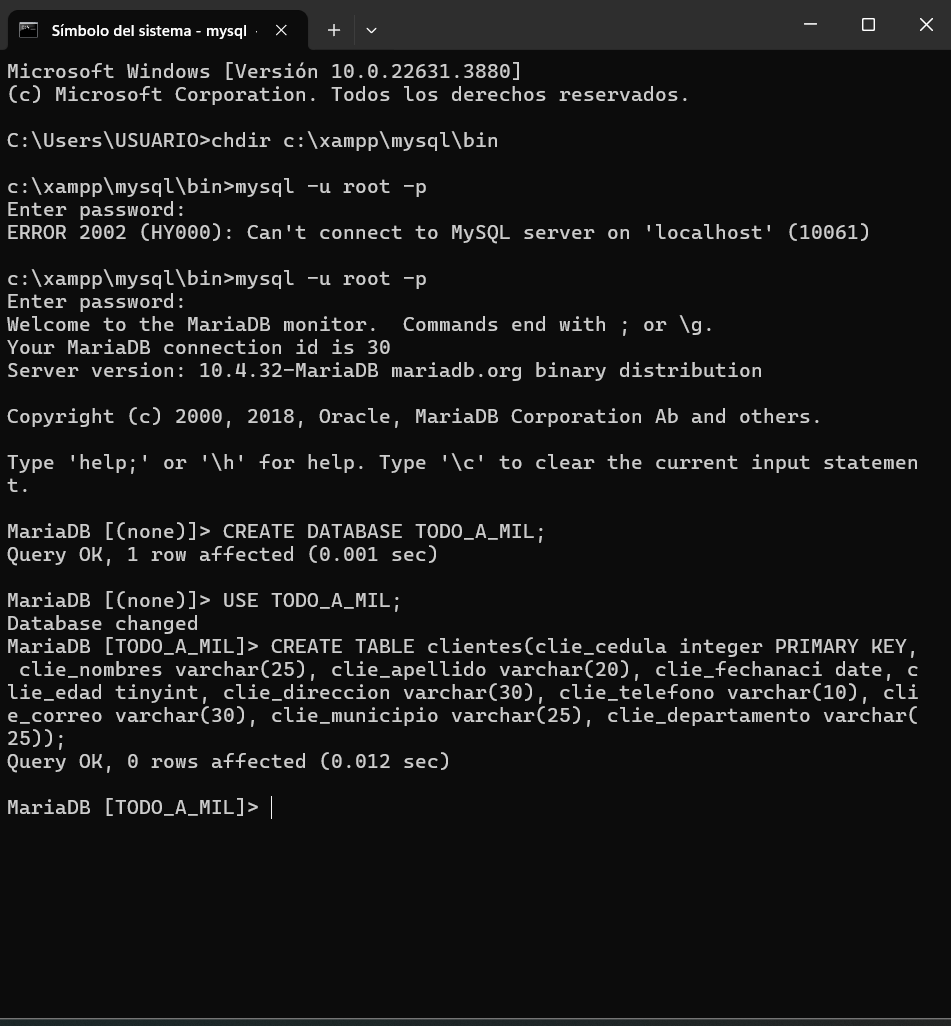 Símbolo del sistema - mysql
Microsoft Windows [Versión 10.0.22631.3880]
(c) Microsoft Corporation. Todos los derechos reservados.
C:\Users\USUARIO>chdir c:\xampp\mysql\bin
c:\xampp\mysql\bin>mysql -u root -p
Enter password:
ERROR 2002 (HY000): Can't connect to MySQL server on 'localhost' (10061)
c:\xampp\mysql\bin>mysql -u root -p
Enter password:
Welcome to the MariaDB monitor.  Commands end with ; or \g.
Your MariaDB connection id is 30
Server version: 10.4.32-MariaDB mariadb.org binary distribution
Copyright (c) 2000, 2018, Oracle, MariaDB Corporation Ab and others.
Type 'help;' or '\h' for help. Type '\c' to clear the current input statemen
t.
MariaDB [(none)]> CREATE DATABASE TODO_A_MIL;
Query OK, 1 row affected (0.001 sec)
MariaDB [(none)]> USE TODO_A_MIL;
Database changed
MariaDB [TODO_A_MIL]> CREATE TABLE clientes(clie_cedula integer PRIMARY KEY,
 clie_nombres varchar(25), clie_apellido varchar(20), clie_fechanaci date, c
lie_edad tinyint, clie_direccion varchar(30), clie_telefono varchar(10), cli
e_correo varchar(30), clie_municipio varchar(25), clie_departamento varchar(
25));
Query OK, 0 rows affected (0.012 sec)
MariaDB [TODO_A_MIL]>